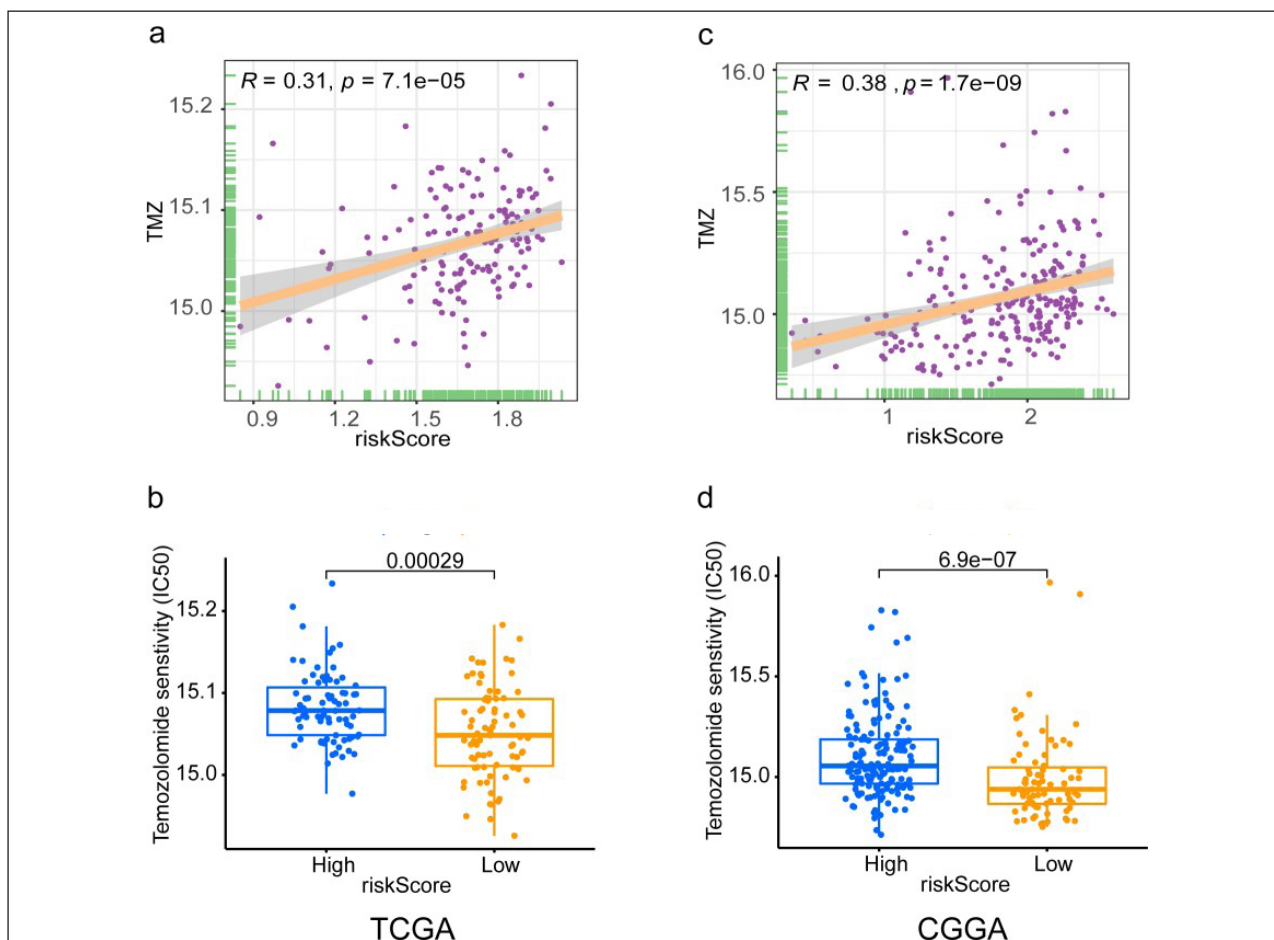 a
R = 0.31, p = 7.1e−05
TMZ
15.2
15.1
15.0
0.9 1.2 1.5 1.8
riskScore
c
R = 0.38 , p = 1.7e−09
TMZ
16.0
15.5
15.0
1 2
riskScore
b
0.00029
Temozolomide senstivity (IC50)
15.2
15.1
15.0
High Low
riskScore
TCGA
d
6.9e−07
Temozolomide senstivity (IC50)
16.0
15.5
15.0
High Low
riskScore
CGGA